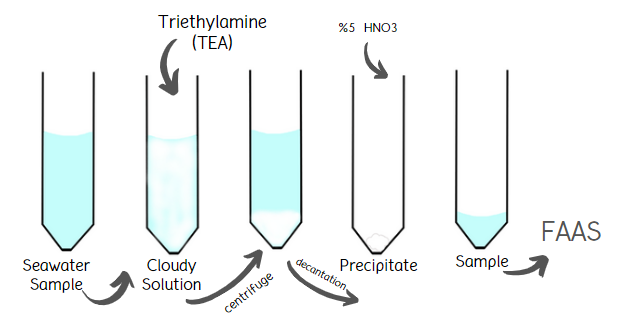 Triethylamine
(TEA)
%5 HNO3
Seawater
Sample
Cloudy
Solution
centrifuge
decantation
Precipitate
Sample
FAAS